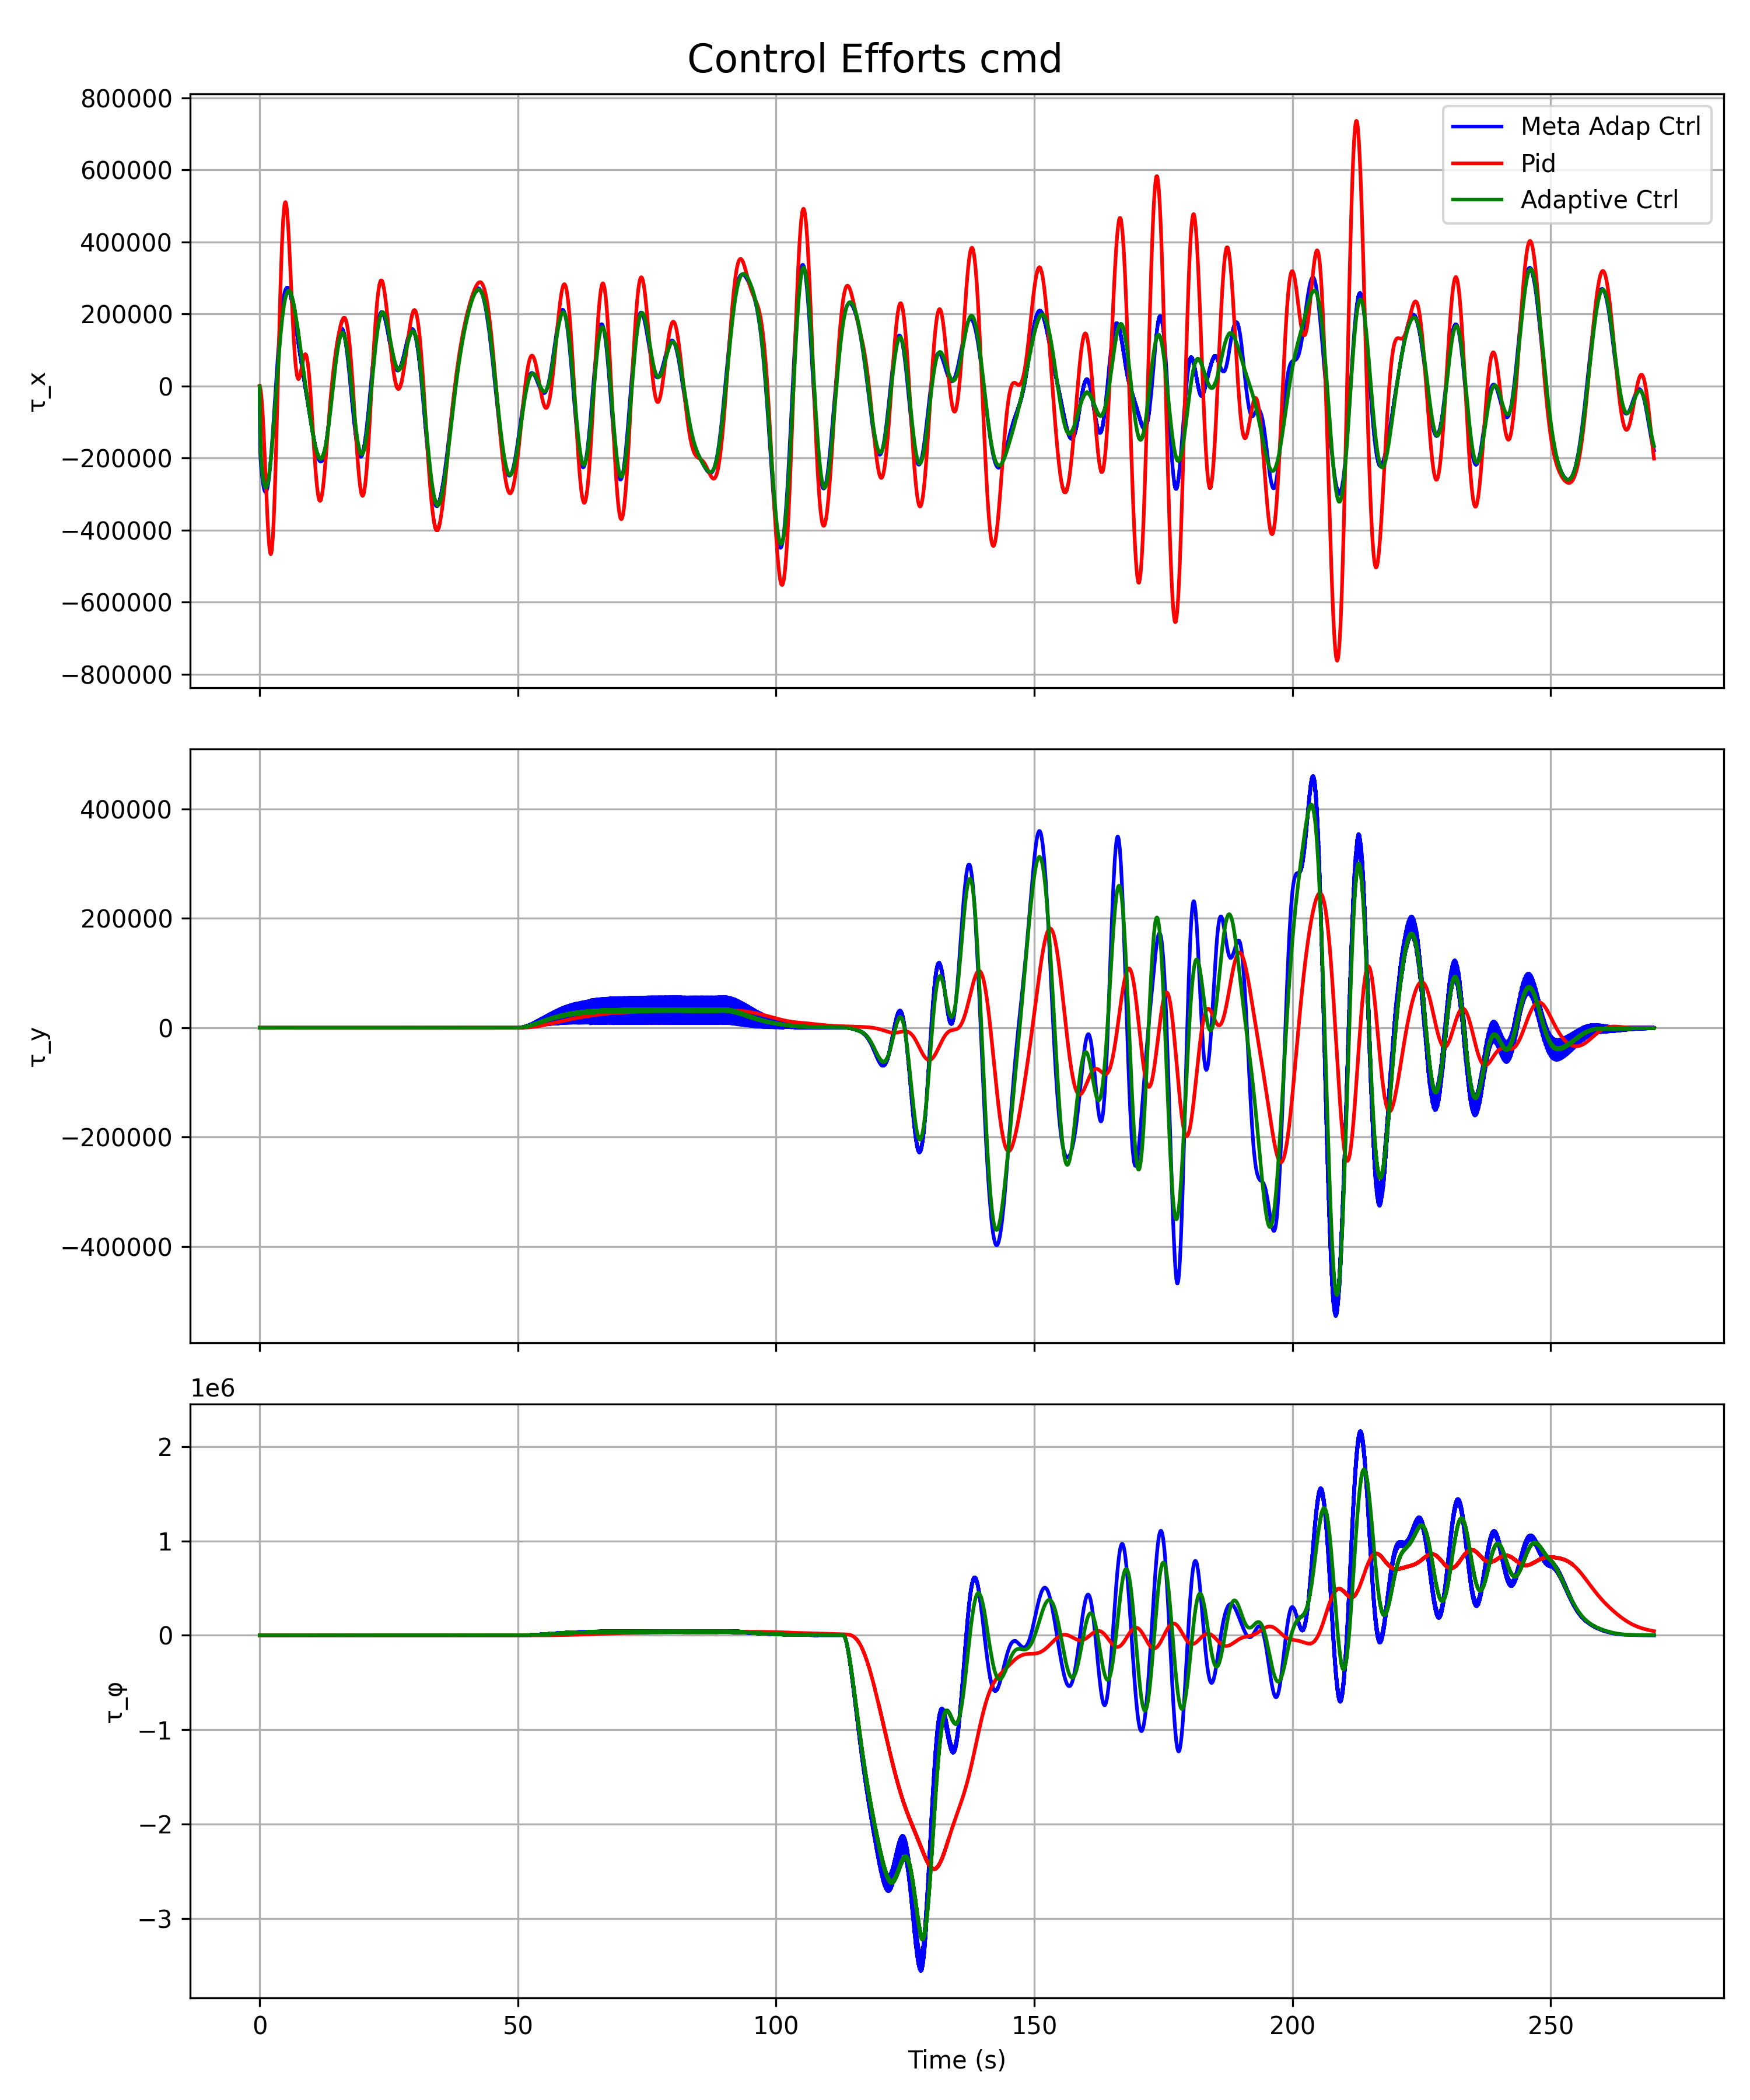 Control Efforts cmd
800000
600000
400000
200000
0
−200000
−400000
−600000
−800000
τ_x
Meta Adap Ctrl
Pid
Adaptive Ctrl
400000
200000
0
−200000
−400000
τ_y
1e6
2
1
0
−1
−2
−3
τ_φ
0 50 100 150 200 250
Time (s)